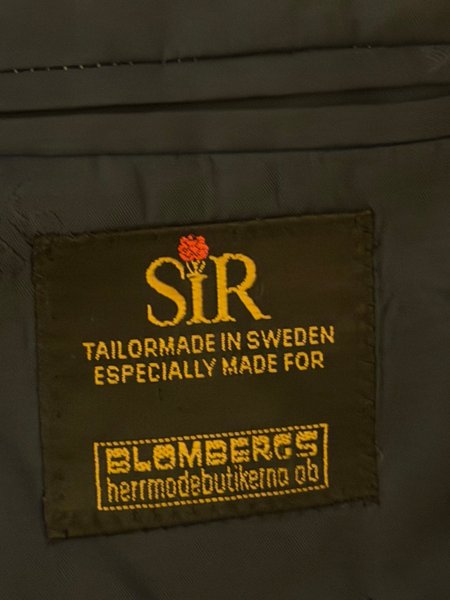 SiR
TAILORMADE IN SWEDEN
ESPECIALLY MADE FOR
BLOMBERGS
herrmodebutikerna ab